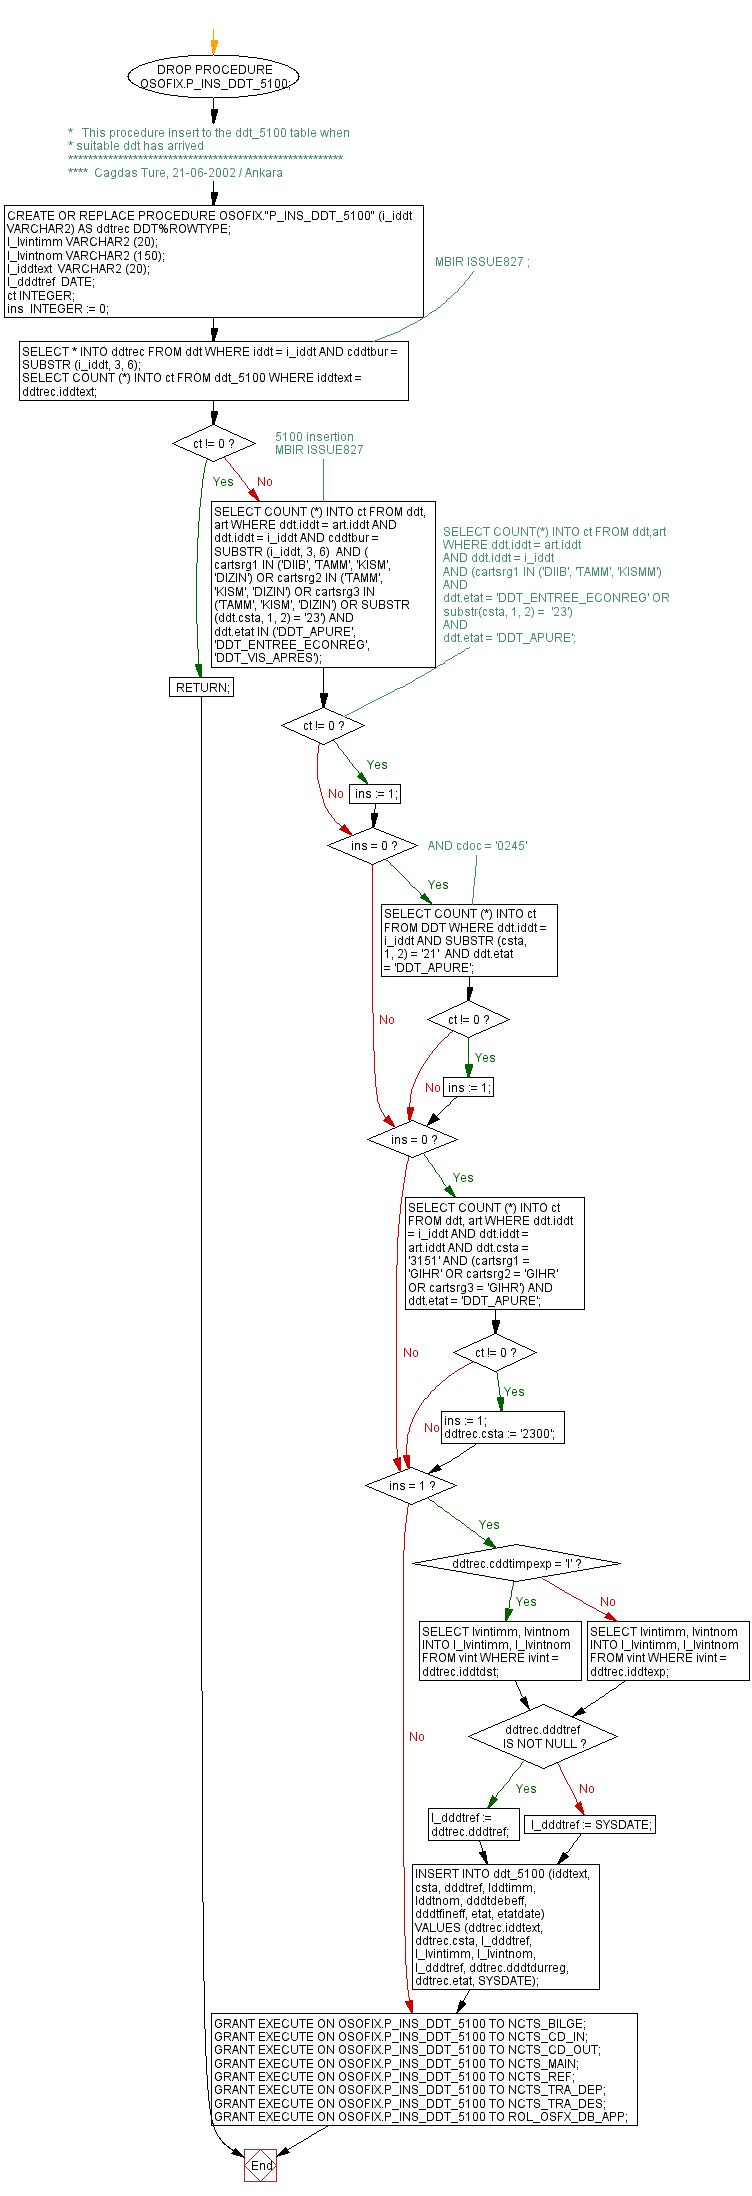 DROP PROCEDURE
OSOFIX.P_INS_DDT_5100;
*   This procedure insert to the ddt_5100 table when
* suitable ddt has arrived
*******************************************************
****  Cagdas Ture, 21-06-2002 / Ankara
CREATE OR REPLACE PROCEDURE OSOFIX."P_INS_DDT_5100" (i_iddt
VARCHAR2) AS ddtrec DDT%ROWTYPE;
l_lvintimm VARCHAR2 (20);
l_lvintnom VARCHAR2 (150);
l_iddtext  VARCHAR2 (20);
l_dddtref  DATE;
ct INTEGER;
ins  INTEGER := 0;
MBIR ISSUE827 ;
SELECT * INTO ddtrec FROM ddt WHERE iddt = i_iddt AND cddtbur =
SUBSTR (i_iddt, 3, 6);
SELECT COUNT (*) INTO ct FROM ddt_5100 WHERE iddtext =
ddtrec.iddtext;
ct != 0 ?
Yes
No
5100 insertion
MBIR ISSUE827
SELECT COUNT (*) INTO ct FROM ddt,
art WHERE ddt.iddt = art.iddt AND
ddt.iddt = i_iddt AND cddtbur =
SUBSTR (i_iddt, 3, 6)  AND (
cartsrg1 IN ('DIIB', 'TAMM', 'KISM',
'DIZIN') OR cartsrg2 IN ('TAMM',
'KISM', 'DIZIN') OR cartsrg3 IN
('TAMM', 'KISM', 'DIZIN') OR SUBSTR
(ddt.csta, 1, 2) = '23') AND
ddt.etat IN ('DDT_APURE',
'DDT_ENTREE_ECONREG',
'DDT_VIS_APRES');
SELECT COUNT(*) INTO ct FROM ddt,art
WHERE ddt.iddt = art.iddt
AND ddt.iddt = i_iddt
AND (cartsrg1 IN ('DIIB', 'TAMM', 'KISMM')
AND
ddt.etat = 'DDT_ENTREE_ECONREG' OR
substr(csta, 1, 2) =  '23')
AND
ddt.etat = 'DDT_APURE';
RETURN;
ct != 0 ?
Yes
No
ins := 1;
ins = 0 ?
AND cdoc = '0245'
Yes
SELECT COUNT (*) INTO ct
FROM DDT WHERE ddt.iddt =
i_iddt AND SUBSTR (csta,
1, 2) = '21'  AND ddt.etat
= 'DDT_APURE';
No
ct != 0 ?
Yes
No
ins := 1;
ins = 0 ?
Yes
SELECT COUNT (*) INTO ct
FROM ddt, art WHERE ddt.iddt
= i_iddt AND ddt.iddt =
art.iddt AND ddt.csta =
'3151' AND (cartsrg1 =
'GIHR' OR cartsrg2 = 'GIHR'
OR cartsrg3 = 'GIHR') AND
ddt.etat = 'DDT_APURE';
No
ct != 0 ?
Yes
No
ins := 1;
ddtrec.csta := '2300';
ins = 1 ?
Yes
ddtrec.cddtimpexp = 'I' ?
Yes
No
SELECT lvintimm, lvintnom
INTO l_lvintimm, l_lvintnom
FROM vint WHERE ivint =
ddtrec.iddtdst;
SELECT lvintimm, lvintnom
INTO l_lvintimm, l_lvintnom
FROM vint WHERE ivint =
ddtrec.iddtexp;
No
ddtrec.dddtref
IS NOT NULL ?
Yes
No
l_dddtref :=
ddtrec.dddtref;
l_dddtref := SYSDATE;
INSERT INTO ddt_5100 (iddtext,
csta, dddtref, lddtimm,
lddtnom, dddtdebeff,
dddtfineff, etat, etatdate)
VALUES (ddtrec.iddtext,
ddtrec.csta, l_dddtref,
l_lvintimm, l_lvintnom,
l_dddtref, ddtrec.dddtdurreg,
ddtrec.etat, SYSDATE);
GRANT EXECUTE ON OSOFIX.P_INS_DDT_5100 TO NCTS_BILGE;
GRANT EXECUTE ON OSOFIX.P_INS_DDT_5100 TO NCTS_CD_IN;
GRANT EXECUTE ON OSOFIX.P_INS_DDT_5100 TO NCTS_CD_OUT;
GRANT EXECUTE ON OSOFIX.P_INS_DDT_5100 TO NCTS_MAIN;
GRANT EXECUTE ON OSOFIX.P_INS_DDT_5100 TO NCTS_REF;
GRANT EXECUTE ON OSOFIX.P_INS_DDT_5100 TO NCTS_TRA_DEP;
GRANT EXECUTE ON OSOFIX.P_INS_DDT_5100 TO NCTS_TRA_DES;
GRANT EXECUTE ON OSOFIX.P_INS_DDT_5100 TO ROL_OSFX_DB_APP;
End